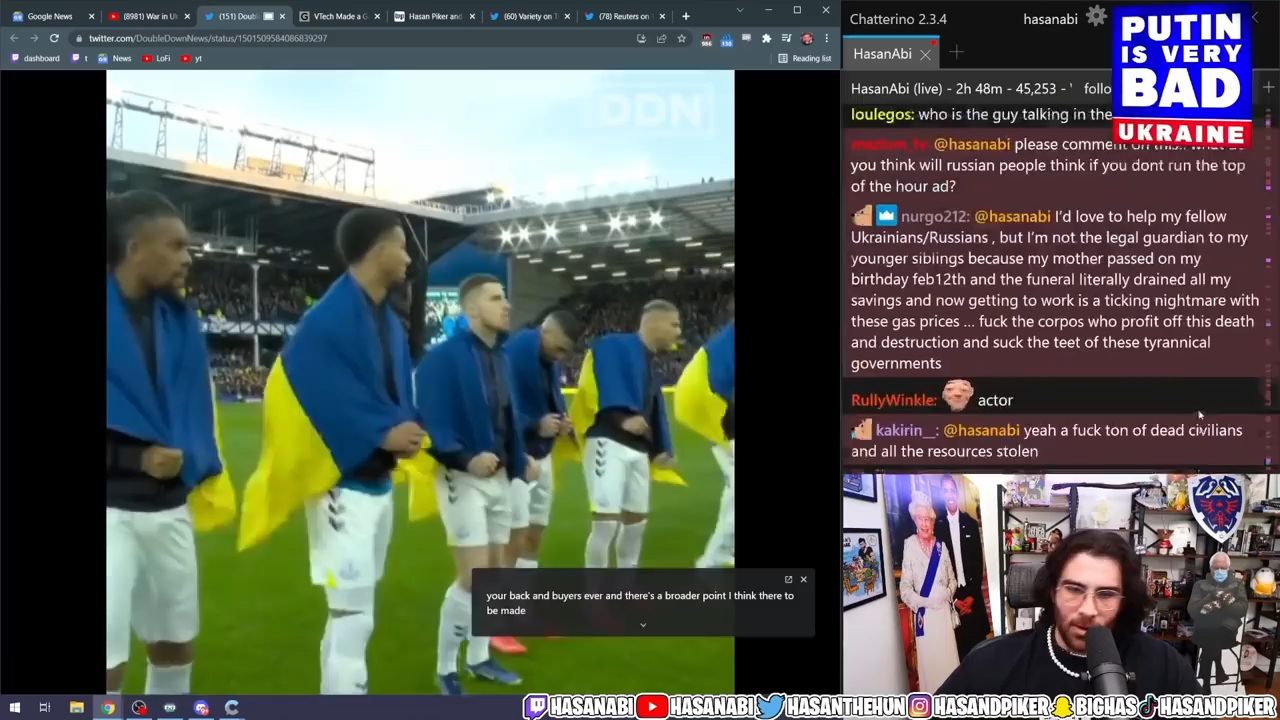 Google News
(8981) War in Uk
(151) Doubl
VTech Made a G
Hasan Piker and
(60) Variety on T
(78) Reuters on
twitter.com/DoubleDownNews/status/1501509584086839297
dashboard
t
News
LoFi
yt
Reading list
DDN
your back and buyers ever and there's a broader point I think there to
be made
Chatterino 2.3.4
hasanabi
HasanAbi
HasanAbi (live) - 2h 48m - 45,253 - ' follo
PUTIN
IS VERY
BAD
UKRAINE
loulegos: who is the guy talking in the
@hasanabi please comment on this.. what do
you think will russian people think if you dont run the top
of the hour ad?
nurgo212: @hasanabi I'd love to help my fellow
Ukrainians/Russians , but I'm not the legal guardian to my
younger siblings because my mother passed on my
birthday feb12th and the funeral literally drained all my
savings and now getting to work is a ticking nightmare with
these gas prices ... fuck the corpos who profit off this death
and destruction and suck the teet of these tyrannical
governments
RullyWinkle: actor
kakirin__: @hasanabi yeah a fuck ton of dead civilians
and all the resources stolen
HASANABI HASANABI HASANTHEHUN HASANDPIKER BIGHAS HASANDPIKER